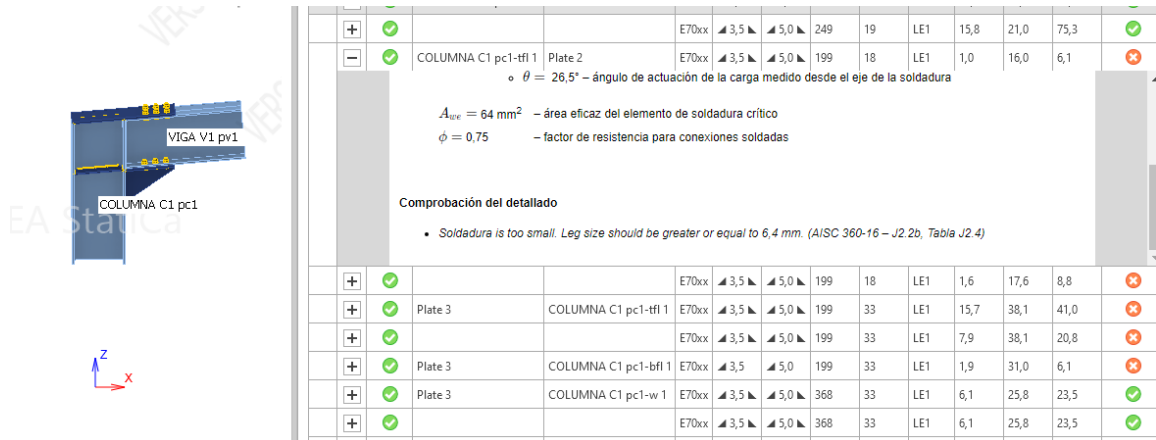 VIGA V1 pv1
COLUMNA C1 pc1
EA StatiCa
Z
X
E70xx ◢ 3,5 ◣ ◢ 5,0 ◣ 249 19 LE1 15,8 21,0 75,3
COLUMNA C1 pc1-tfl 1 Plate 2 E70xx ◢ 3,5 ◣ ◢ 5,0 ◣ 199 18 LE1 1,0 16,0 6,1
θ = 26,5° – ángulo de actuación de la carga medido desde el eje de la soldadura
Awe = 64 mm² – área eficaz del elemento de soldadura crítico
ϕ = 0,75 – factor de resistencia para conexiones soldadas
Comprobación del detallado
• Soldadura is too small. Leg size should be greater or equal to 6,4 mm. (AISC 360-16 – J2.2b, Tabla J2.4)
E70xx ◢ 3,5 ◣ ◢ 5,0 ◣ 199 18 LE1 1,6 17,6 8,8
Plate 3 COLUMNA C1 pc1-tfl 1 E70xx ◢ 3,5 ◣ ◢ 5,0 ◣ 199 33 LE1 15,7 38,1 41,0
E70xx ◢ 3,5 ◣ ◢ 5,0 ◣ 199 33 LE1 7,9 38,1 20,8
Plate 3 COLUMNA C1 pc1-bfl 1 E70xx ◢ 3,5 ◢ 5,0 199 33 LE1 1,9 31,0 6,1
Plate 3 COLUMNA C1 pc1-w 1 E70xx ◢ 3,5 ◣ ◢ 5,0 ◣ 368 33 LE1 6,1 25,8 23,5
E70xx ◢ 3,5 ◣ ◢ 5,0 ◣ 368 33 LE1 6,1 25,8 23,5